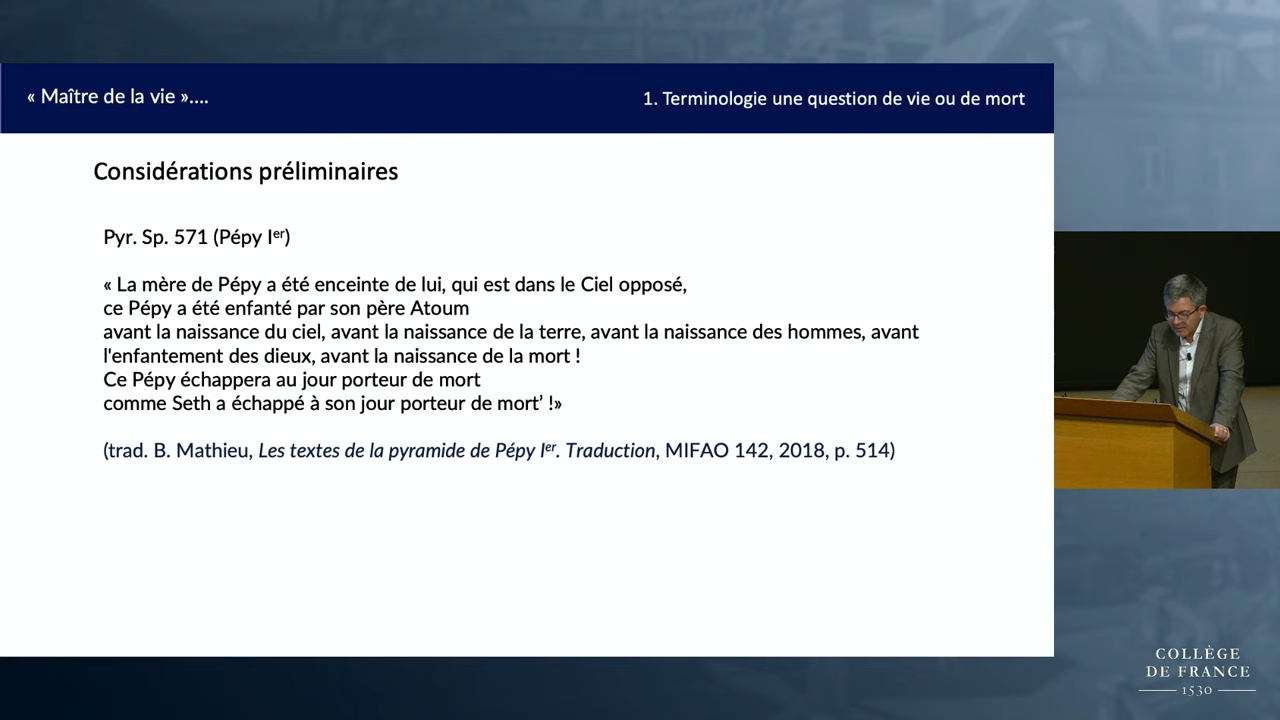 « Maître de la vie »....
1. Terminologie une question de vie ou de mort
Considérations préliminaires
Pyr. Sp. 571 (Pépy Iᵉʳ)
« La mère de Pépy a été enceinte de lui, qui est dans le Ciel opposé,
ce Pépy a été enfanté par son père Atoum
avant la naissance du ciel, avant la naissance de la terre, avant la naissance des hommes, avant
l'enfantement des dieux, avant la naissance de la mort !
Ce Pépy échappera au jour porteur de mort
comme Seth a échappé à son jour porteur de mort’ !»
(trad. B. Mathieu, Les textes de la pyramide de Pépy Iᵉʳ. Traduction, MIFAO 142, 2018, p. 514)
COLLÈGE
DE FRANCE
1530